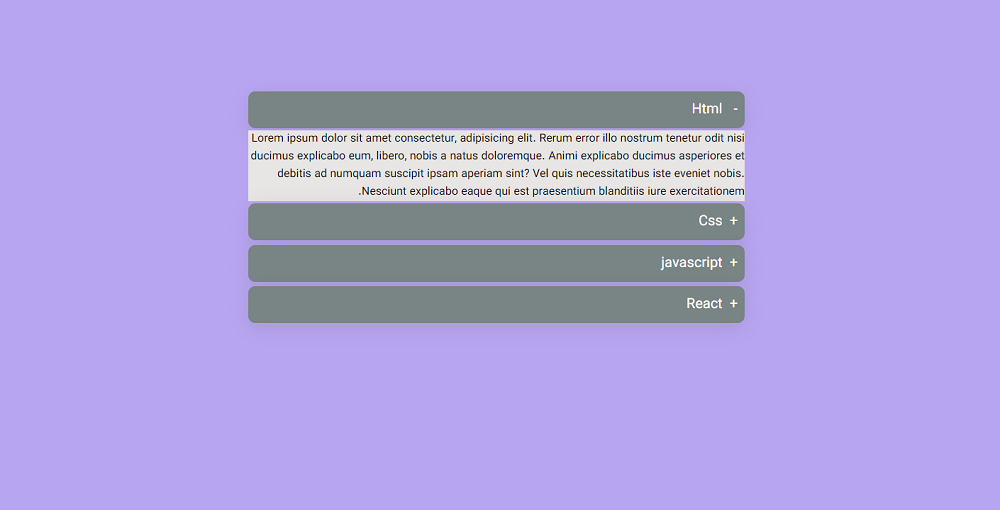 Html -
Lorem ipsum dolor sit amet consectetur, adipisicing elit. Rerum error illo nostrum tenetur odit nisi
ducimus explicabo eum, libero, nobis a natus doloremque. Animi explicabo ducimus asperiores et
debitis ad numquam suscipit ipsam aperiam sint? Vel quis necessitatibus iste eveniet nobis.
.Nesciunt explicabo eaque qui est praesentium blanditiis iure exercitationem
Css +
javascript +
React +